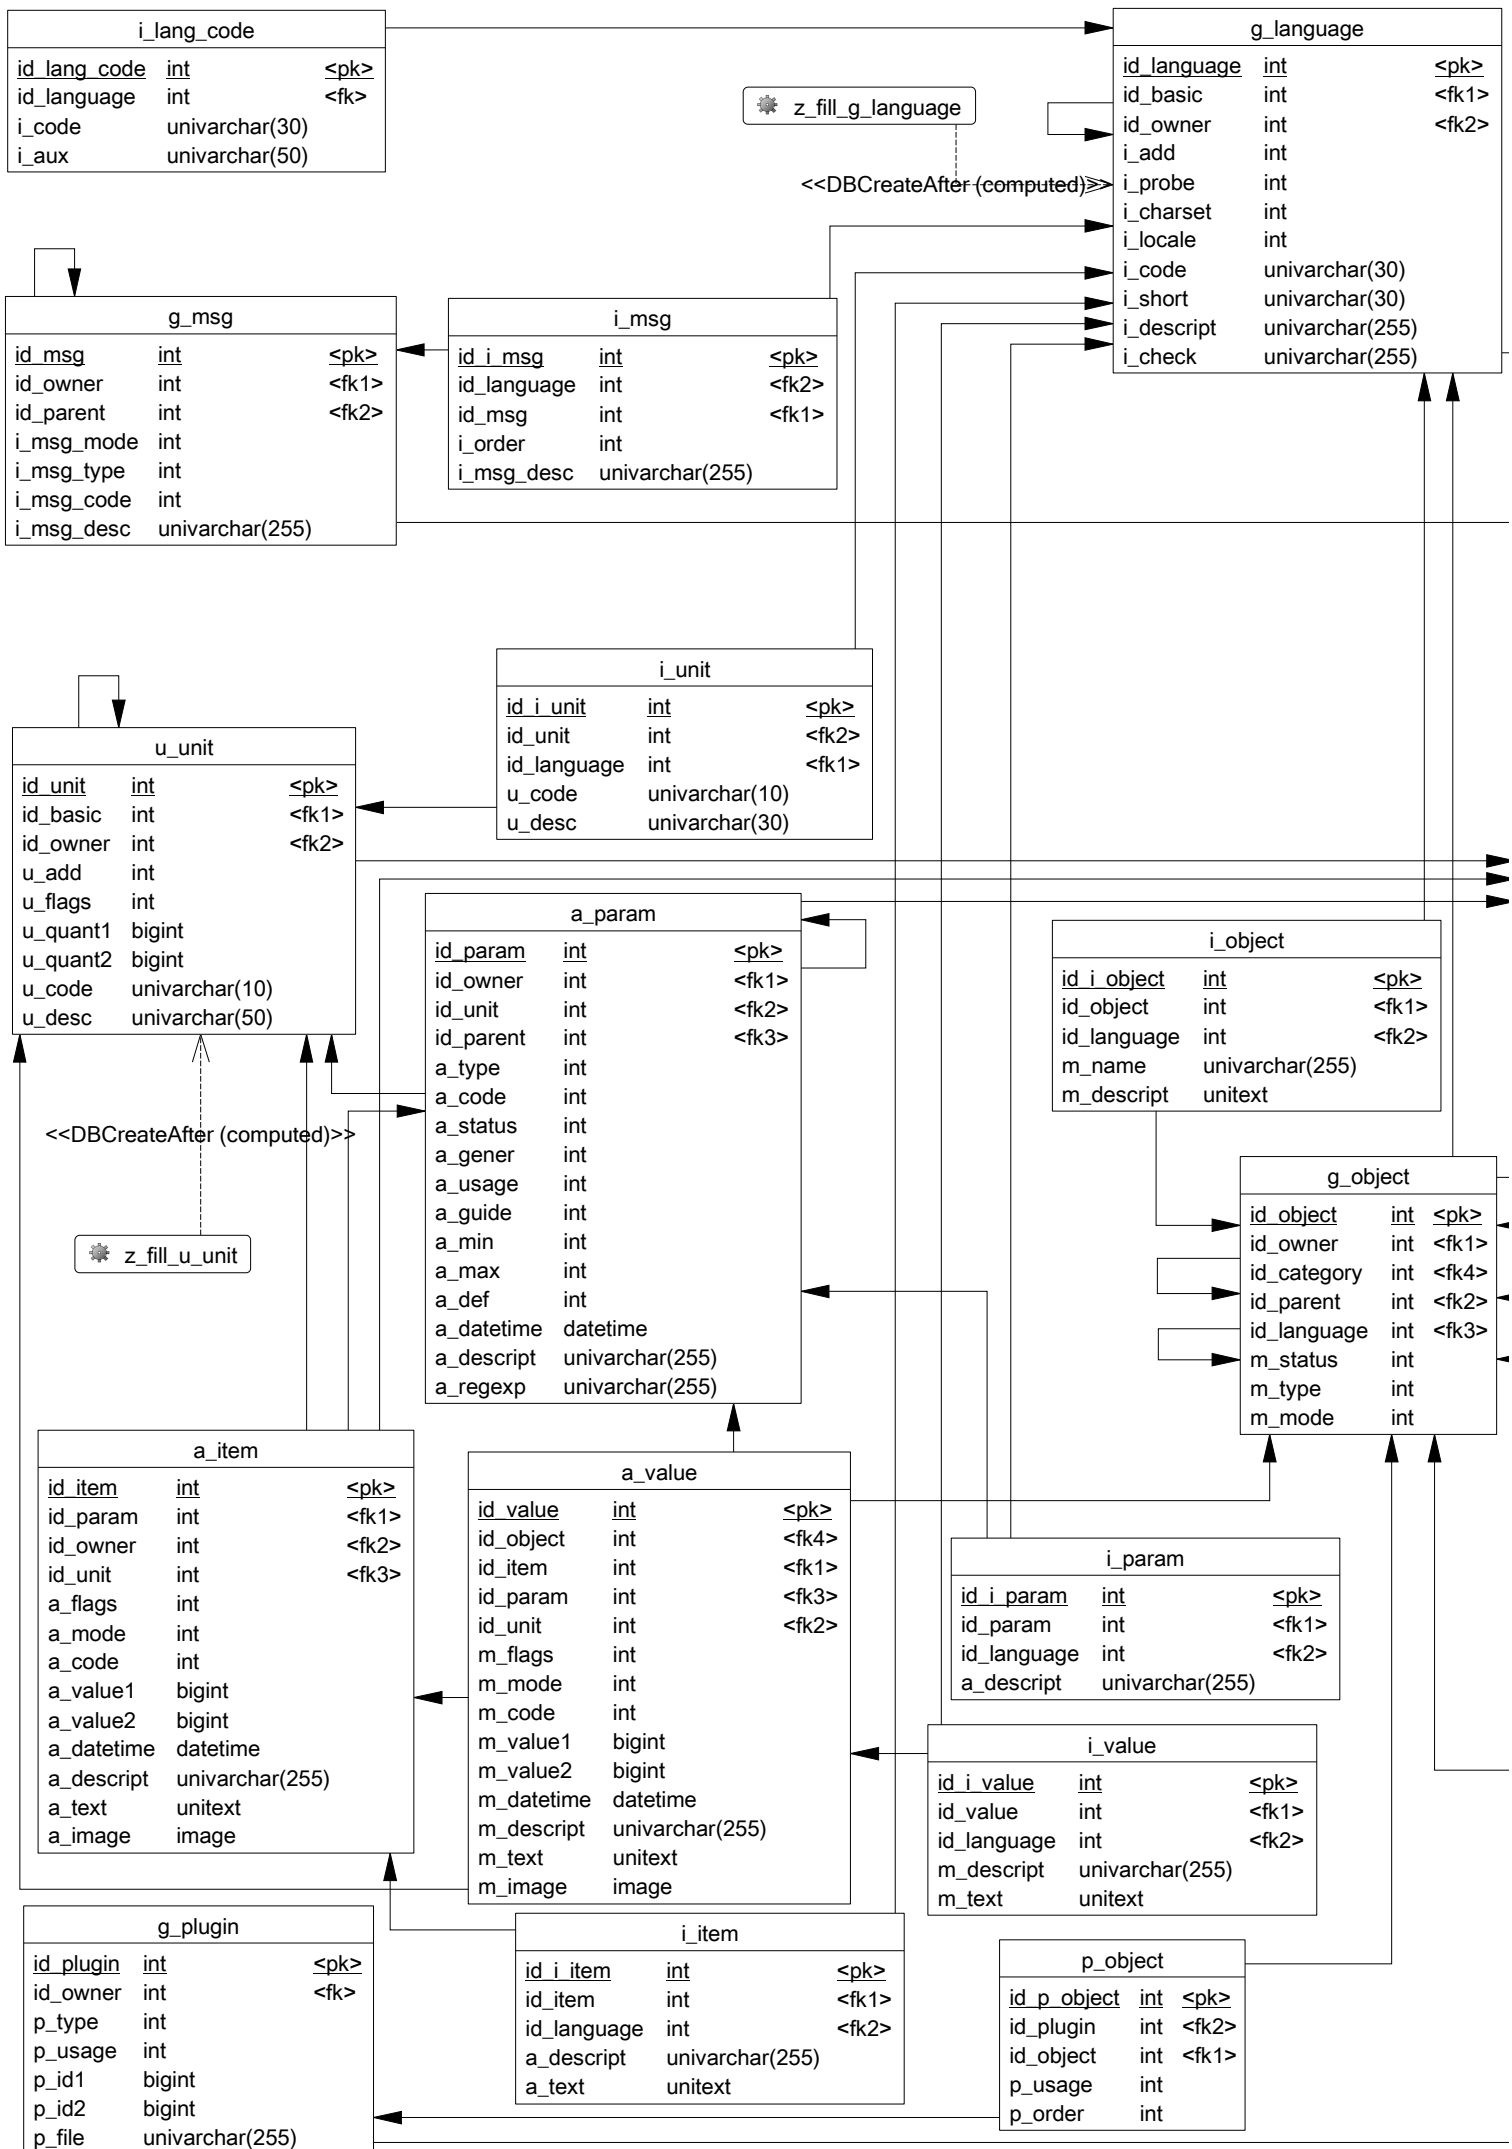 i_lang_code
id_lang_code int <pk>
id_language int <fk>
i_code univarchar(30)
i_aux univarchar(50)
g_language
id_language int <pk>
id_basic int <fk1>
id_owner int <fk2>
i_add int
i_probe int
i_charset int
i_locale int
i_code univarchar(30)
i_short univarchar(30)
i_descript univarchar(255)
i_check univarchar(255)
z_fill_g_language
<<DBCreateAfter (computed)>>
g_msg
id_msg int <pk>
id_owner int <fk1>
id_parent int <fk2>
i_msg_mode int
i_msg_type int
i_msg_code int
i_msg_desc univarchar(255)
i_msg
id_i_msg int <pk>
id_language int <fk2>
id_msg int <fk1>
i_order int
i_msg_desc univarchar(255)
i_unit
id_i_unit int <pk>
id_unit int <fk2>
id_language int <fk1>
u_code univarchar(10)
u_desc univarchar(30)
u_unit
id_unit int <pk>
id_basic int <fk1>
id_owner int <fk2>
u_add int
u_flags int
u_quant1 bigint
u_quant2 bigint
u_code univarchar(10)
u_desc univarchar(50)
<<DBCreateAfter (computed)>>
z_fill_u_unit
a_param
id_param int <pk>
id_owner int <fk1>
id_unit int <fk2>
id_parent int <fk3>
a_type int
a_code int
a_status int
a_gener int
a_usage int
a_guide int
a_min int
a_max int
a_def int
a_datetime datetime
a_descript univarchar(255)
a_regexp univarchar(255)
i_object
id_i_object int <pk>
id_object int <fk1>
id_language int <fk2>
m_name univarchar(255)
m_descript unitext
g_object
id_object int <pk>
id_owner int <fk1>
id_category int <fk4>
id_parent int <fk2>
id_language int <fk3>
m_status int
m_type int
m_mode int
a_item
id_item int <pk>
id_param int <fk1>
id_owner int <fk2>
id_unit int <fk3>
a_flags int
a_mode int
a_code int
a_value1 bigint
a_value2 bigint
a_datetime datetime
a_descript univarchar(255)
a_text unitext
a_image image
a_value
id_value int <pk>
id_object int <fk4>
id_item int <fk1>
id_param int <fk3>
id_unit int <fk2>
m_flags int
m_mode int
m_code int
m_value1 bigint
m_value2 bigint
m_datetime datetime
m_descript univarchar(255)
m_text unitext
m_image image
i_param
id_i_param int <pk>
id_param int <fk1>
id_language int <fk2>
a_descript univarchar(255)
i_value
id_i_value int <pk>
id_value int <fk1>
id_language int <fk2>
m_descript univarchar(255)
m_text unitext
g_plugin
id_plugin int <pk>
id_owner int <fk>
p_type int
p_usage int
p_id1 bigint
p_id2 bigint
p_file univarchar(255)
i_item
id_i_item int <pk>
id_item int <fk1>
id_language int <fk2>
a_descript univarchar(255)
a_text unitext
p_object
id_p_object int <pk>
id_plugin int <fk2>
id_object int <fk1>
p_usage int
p_order int